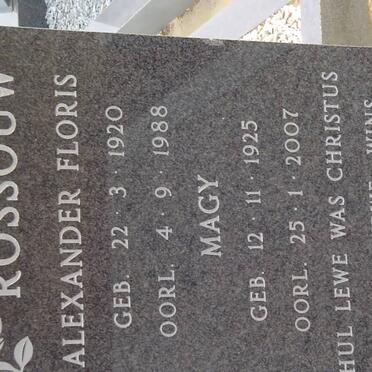 ROSSOUW
ALEXANDER FLORIS
GEB. 22 · 3 · 1920
OORL. 4 · 9 · 1988
MAGY
GEB. 12 · 11 · 1925
OORL. 25 · 1 · 2007
HUL LEWE WAS CHRISTUS
WINS